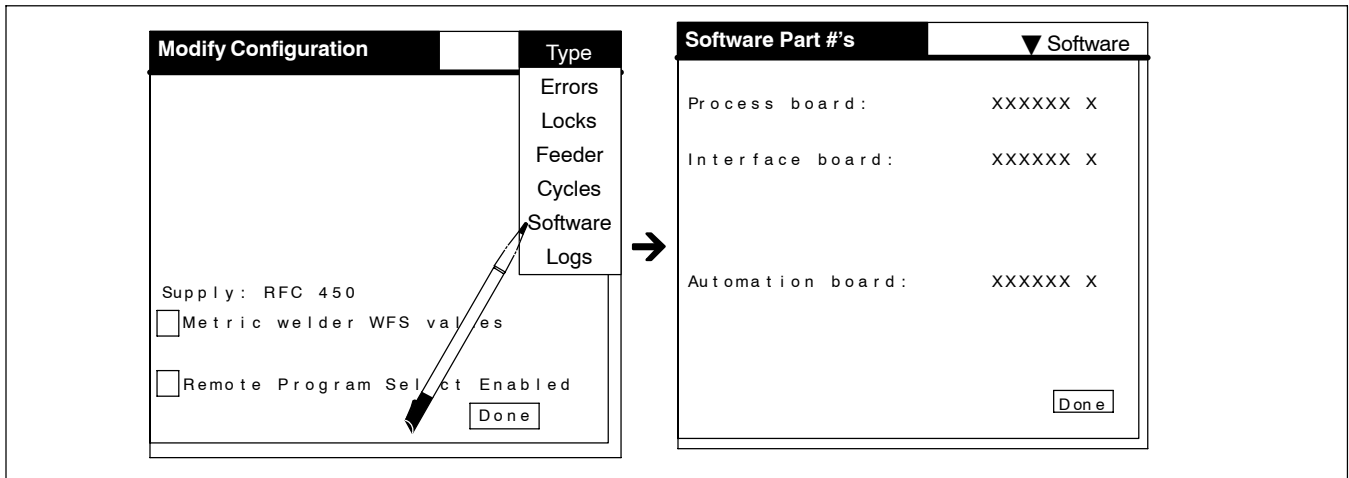 Modify Configuration
Type
Errors
Locks
Feeder
Cycles
Software
Logs
Supply: RFC 450
Metric welder WFS values
Remote Program Select Enabled
Done
Software Part #'s
▼ Software
Process board: XXXXXX X
Interface board: XXXXXX X
Automation board: XXXXXX X
Done